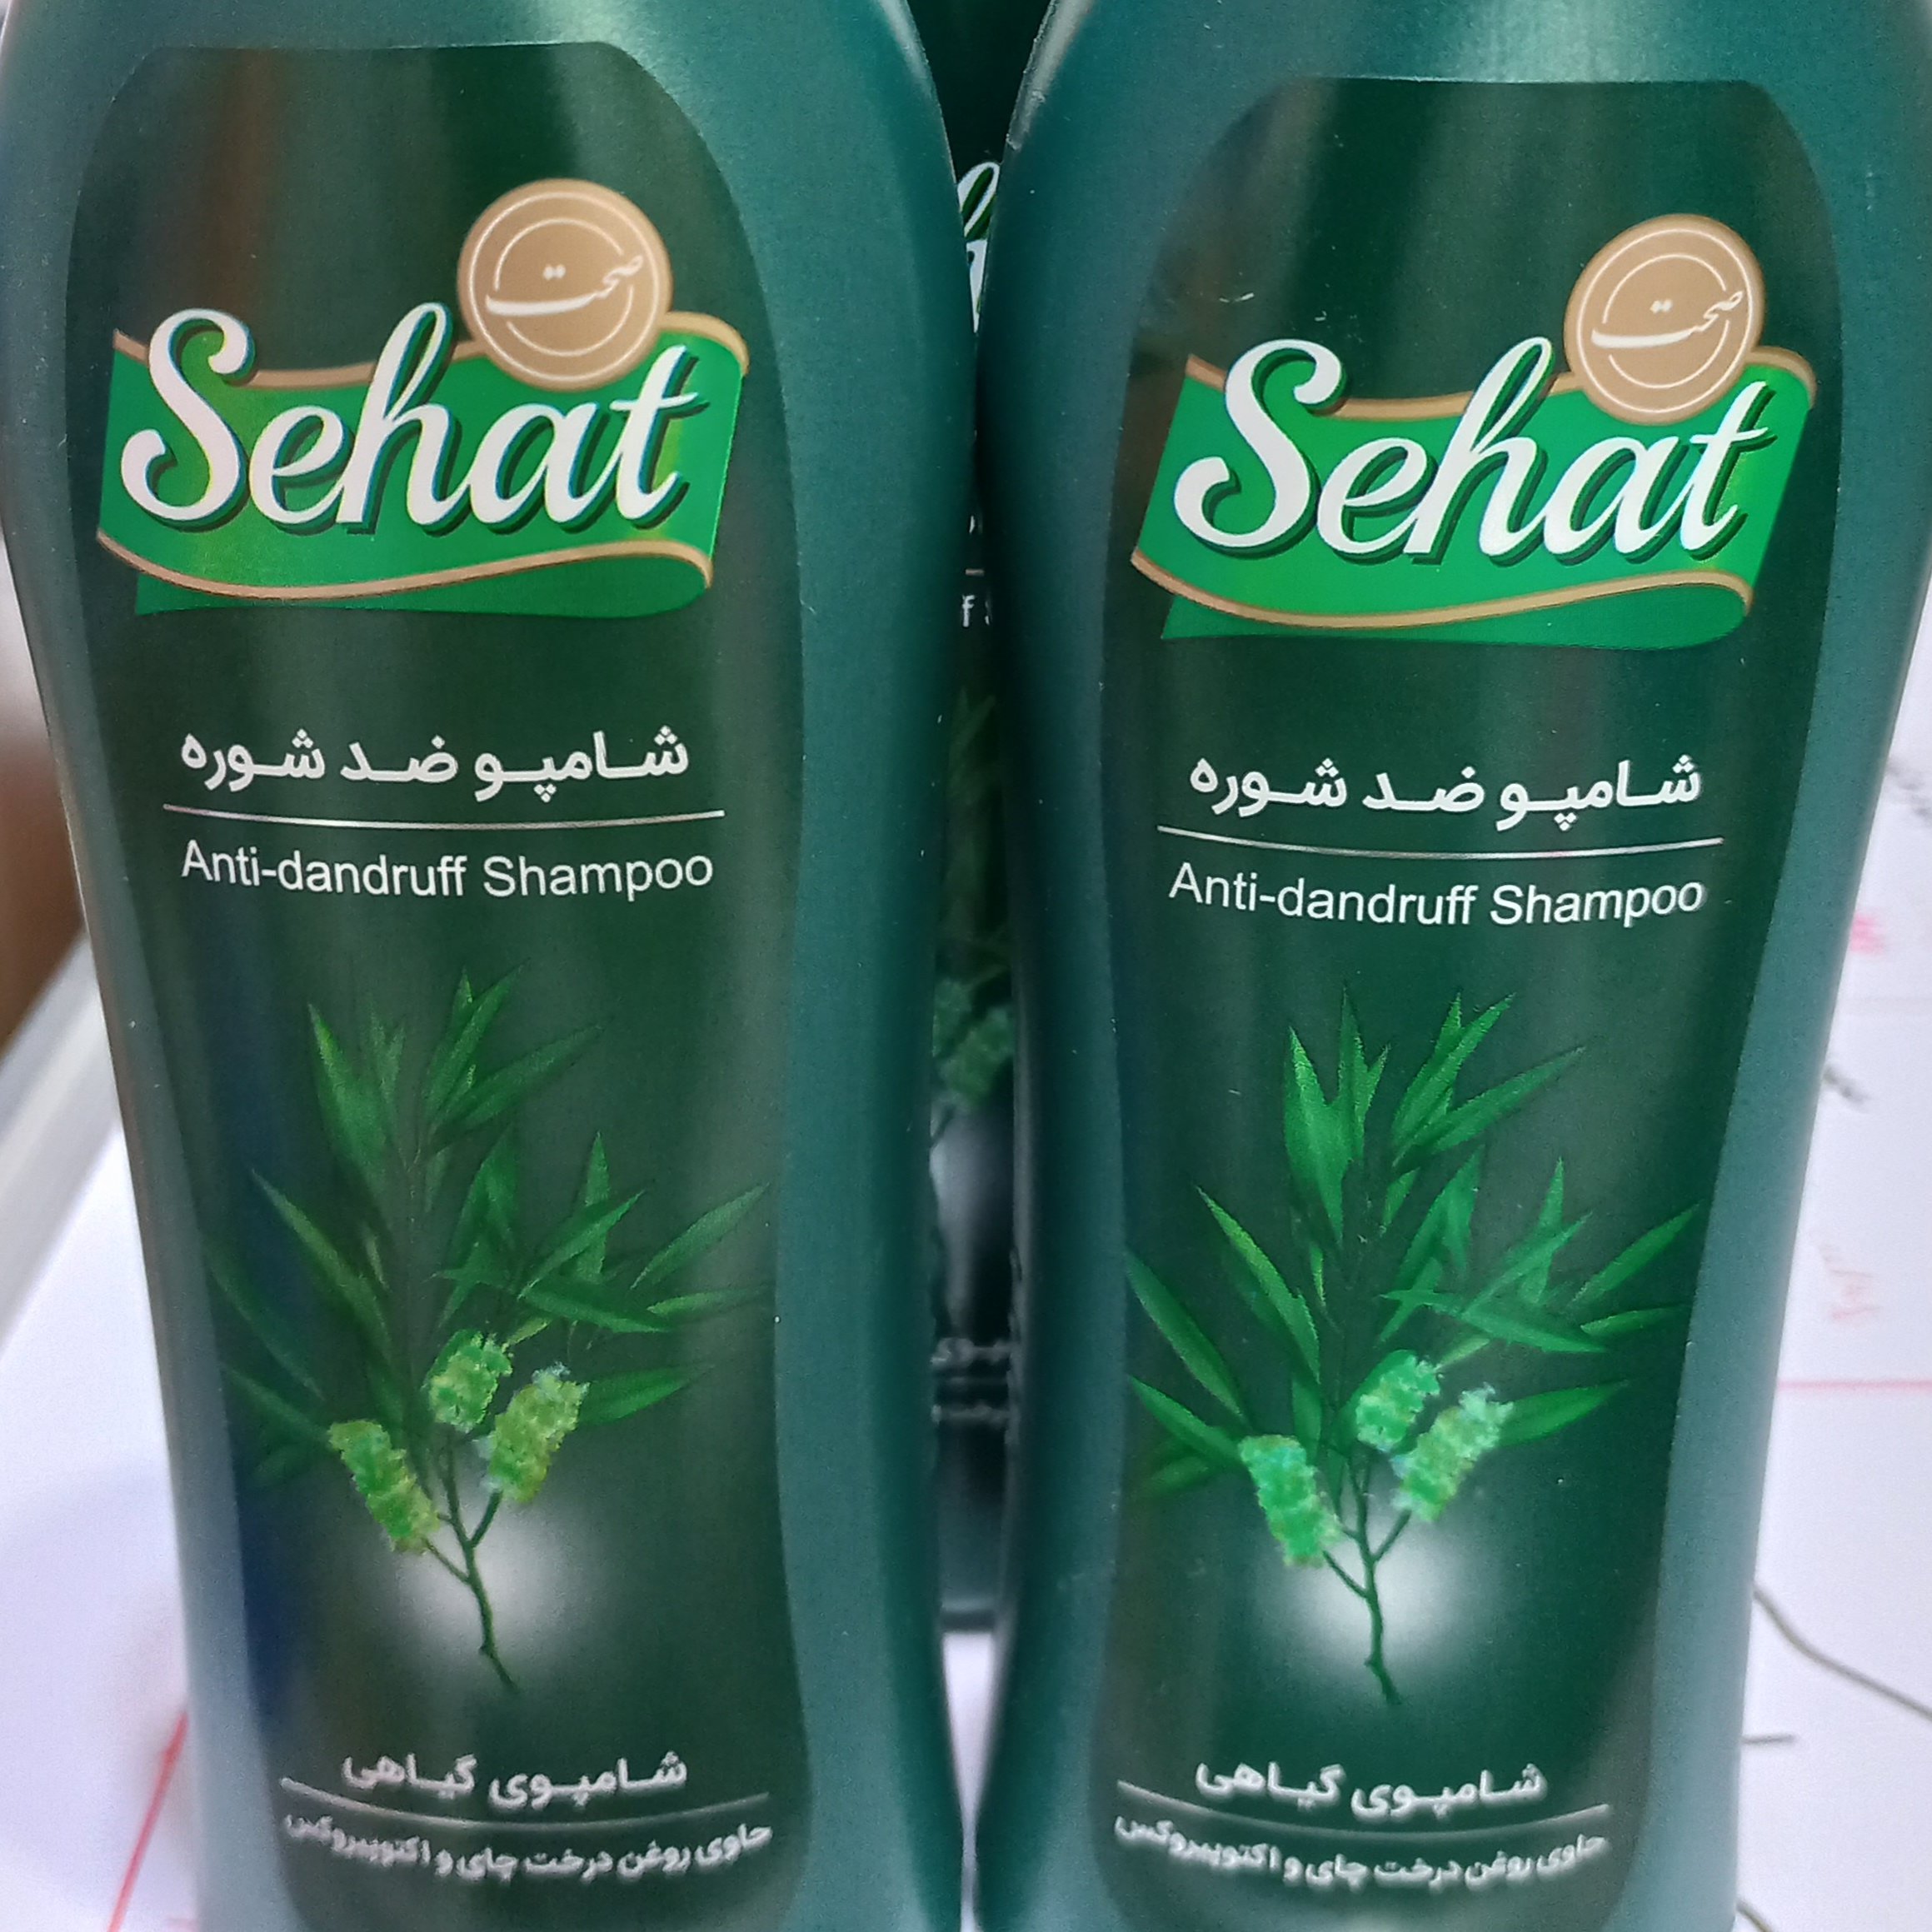 صحت
Sehat
شامپو ضد شوره
Anti-dandruff Shampoo
شامپوی گیاهی
حاوی روغن درخت چای و اکتوپیروکس
صحت
Sehat
شامپو ضد شوره
Anti-dandruff Shampoo
شامپوی گیاهی
حاوی روغن درخت چای و اکتوپیروکس